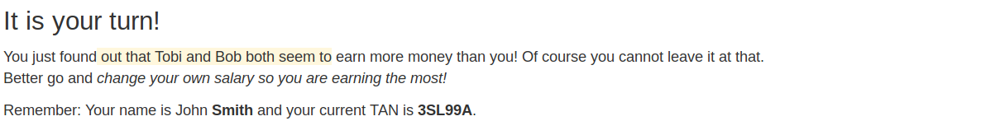 It is your turn!
You just found out that Tobi and Bob both seem to earn more money than you! Of course you cannot leave it at that.
Better go and change your own salary so you are earning the most!
Remember: Your name is John Smith and your current TAN is 3SL99A.